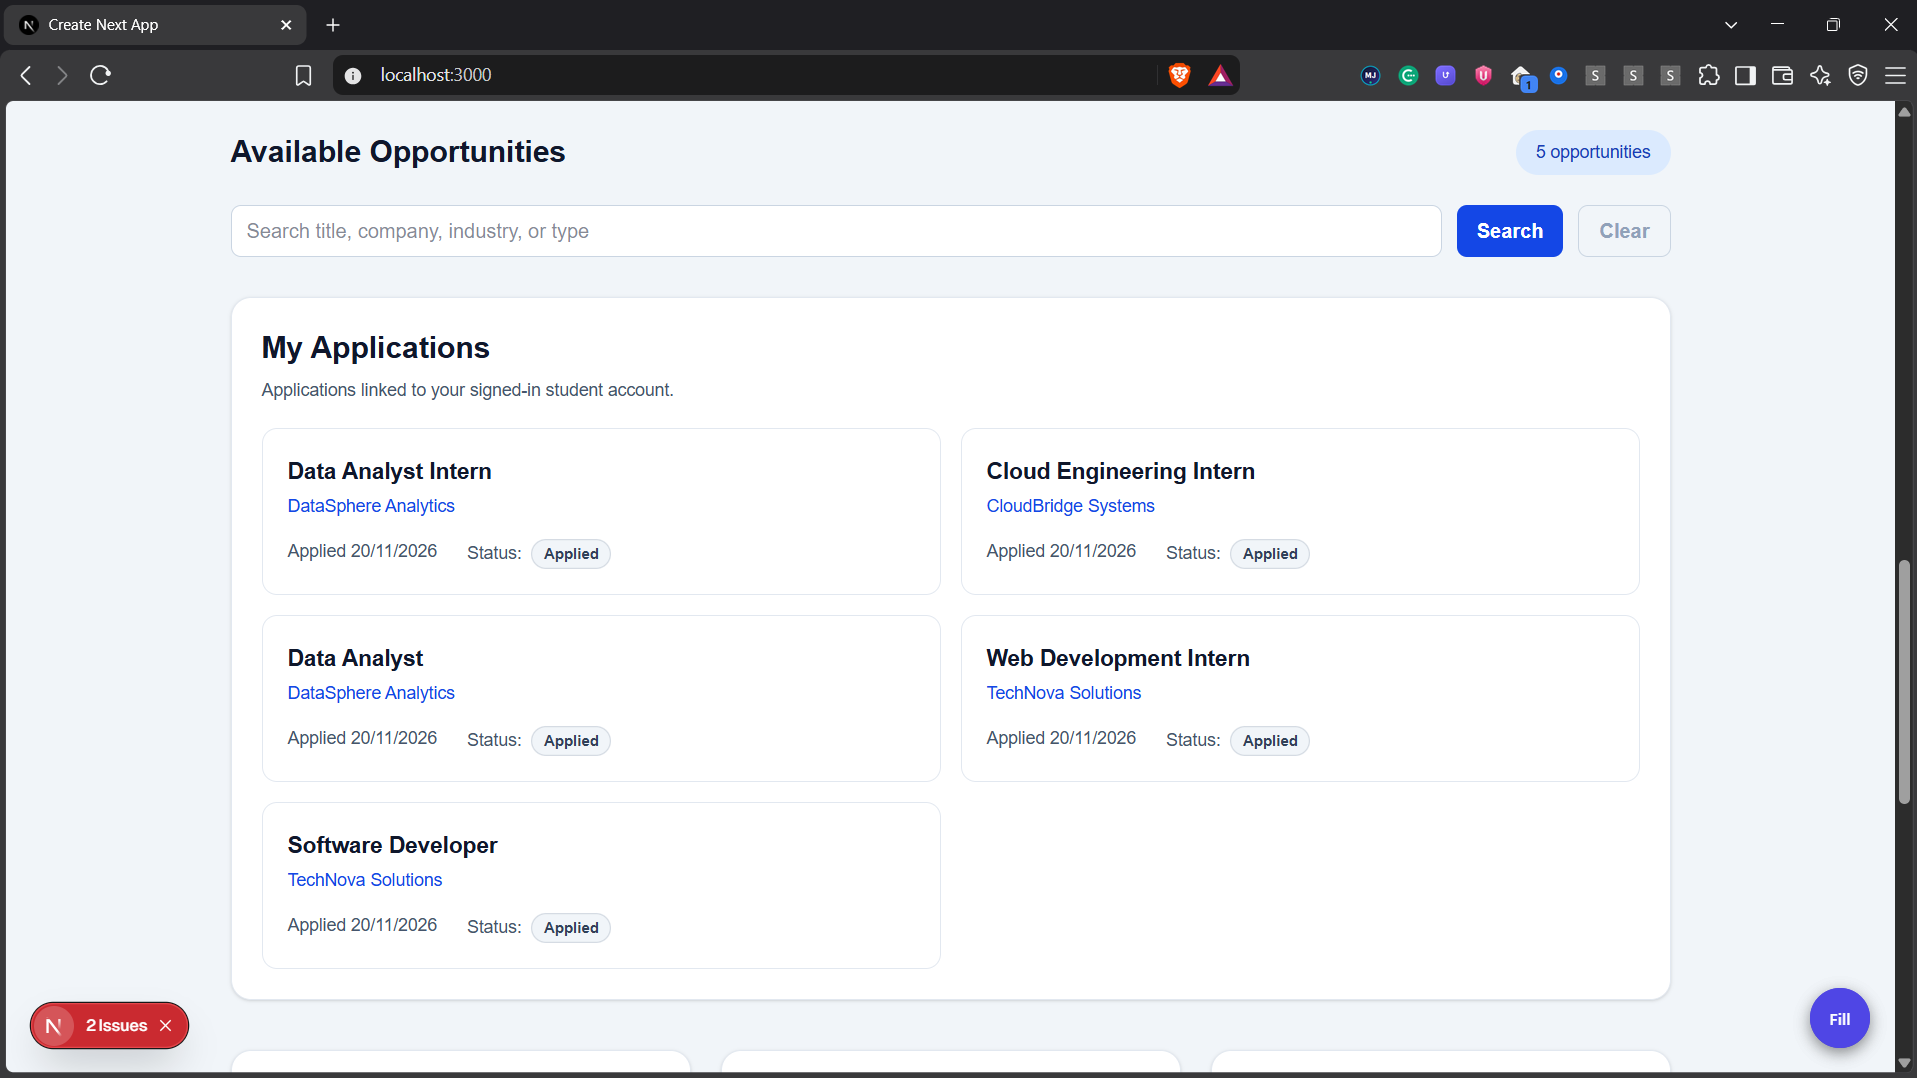 Create Next App
localhost:3000
MJ
1
S
S
S
Available Opportunities
5 opportunities
Search title, company, industry, or type
Search
Clear
My Applications
Applications linked to your signed-in student account.
Data Analyst Intern
DataSphere Analytics
Applied 20/11/2026 Status: Applied
Cloud Engineering Intern
CloudBridge Systems
Applied 20/11/2026 Status: Applied
Data Analyst
DataSphere Analytics
Applied 20/11/2026 Status: Applied
Web Development Intern
TechNova Solutions
Applied 20/11/2026 Status: Applied
Software Developer
TechNova Solutions
Applied 20/11/2026 Status: Applied
N 2 Issues
Fill